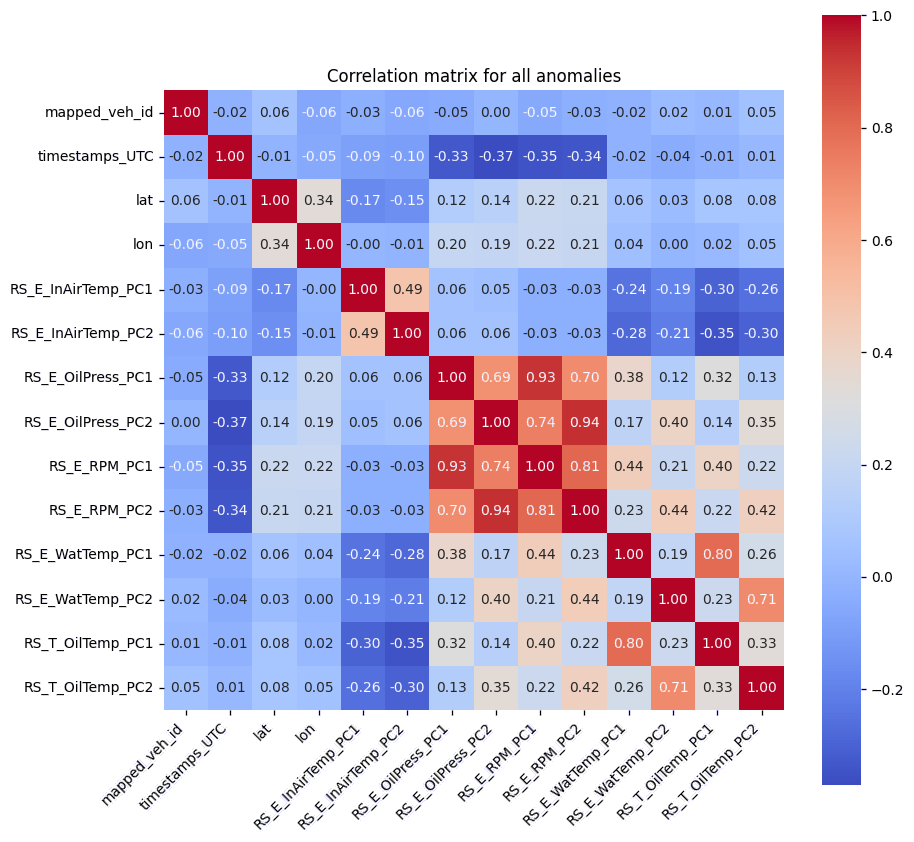 Correlation matrix for all anomalies
1.0
mapped_veh_id 1.00 -0.02 0.06 -0.06 -0.03 -0.06 -0.05 0.00 -0.05 -0.03 -0.02 0.02 0.01 0.05
timestamps_UTC -0.02 1.00 -0.01 -0.05 -0.09 -0.10 -0.33 -0.37 -0.35 -0.34 -0.02 -0.04 -0.01 0.01
0.8
lat 0.06 -0.01 1.00 0.34 -0.17 -0.15 0.12 0.14 0.22 0.21 0.06 0.03 0.08 0.08
lon -0.06 -0.05 0.34 1.00 -0.00 -0.01 0.20 0.19 0.22 0.21 0.04 0.00 0.02 0.05
0.6
RS_E_InAirTemp_PC1 -0.03 -0.09 -0.17 -0.00 1.00 0.49 0.06 0.05 -0.03 -0.03 -0.24 -0.19 -0.30 -0.26
RS_E_InAirTemp_PC2 -0.06 -0.10 -0.15 -0.01 0.49 1.00 0.06 0.06 -0.03 -0.03 -0.28 -0.21 -0.35 -0.30
0.4
RS_E_OilPress_PC1 -0.05 -0.33 0.12 0.20 0.06 0.06 1.00 0.69 0.93 0.70 0.38 0.12 0.32 0.13
RS_E_OilPress_PC2 0.00 -0.37 0.14 0.19 0.05 0.06 0.69 1.00 0.74 0.94 0.17 0.40 0.14 0.35
RS_E_RPM_PC1 -0.05 -0.35 0.22 0.22 -0.03 -0.03 0.93 0.74 1.00 0.81 0.44 0.21 0.40 0.22
0.2
RS_E_RPM_PC2 -0.03 -0.34 0.21 0.21 -0.03 -0.03 0.70 0.94 0.81 1.00 0.23 0.44 0.22 0.42
RS_E_WatTemp_PC1 -0.02 -0.02 0.06 0.04 -0.24 -0.28 0.38 0.17 0.44 0.23 1.00 0.19 0.80 0.26
0.0
RS_E_WatTemp_PC2 0.02 -0.04 0.03 0.00 -0.19 -0.21 0.12 0.40 0.21 0.44 0.19 1.00 0.23 0.71
RS_T_OilTemp_PC1 0.01 -0.01 0.08 0.02 -0.30 -0.35 0.32 0.14 0.40 0.22 0.80 0.23 1.00 0.33
RS_T_OilTemp_PC2 0.05 0.01 0.08 0.05 -0.26 -0.30 0.13 0.35 0.22 0.42 0.26 0.71 0.33 1.00
−0.2
mapped_veh_id
timestamps_UTC
lat
lon
RS_E_InAirTemp_PC1
RS_E_InAirTemp_PC2
RS_E_OilPress_PC1
RS_E_OilPress_PC2
RS_E_RPM_PC1
RS_E_RPM_PC2
RS_E_WatTemp_PC1
RS_E_WatTemp_PC2
RS_T_OilTemp_PC1
RS_T_OilTemp_PC2